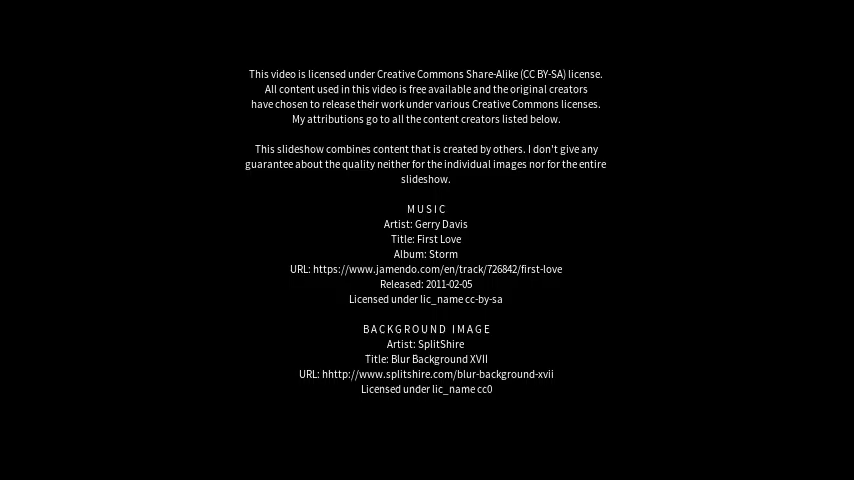 This video is licensed under Creative Commons Share-Alike (CC BY-SA) license.
All content used in this video is free available and the original creators
have chosen to release their work under various Creative Commons licenses.
My attributions go to all the content creators listed below.
This slideshow combines content that is created by others. I don't give any
guarantee about the quality neither for the individual images nor for the entire
slideshow.
MUSIC
Artist: Gerry Davis
Title: First Love
Album: Storm
URL: https://www.jamendo.com/en/track/726842/first-love
Released: 2011-02-05
Licensed under lic_name cc-by-sa
BACKGROUND IMAGE
Artist: SplitShire
Title: Blur Background XVII
URL: hhttp://www.splitshire.com/blur-background-xvii
Licensed under lic_name cc0